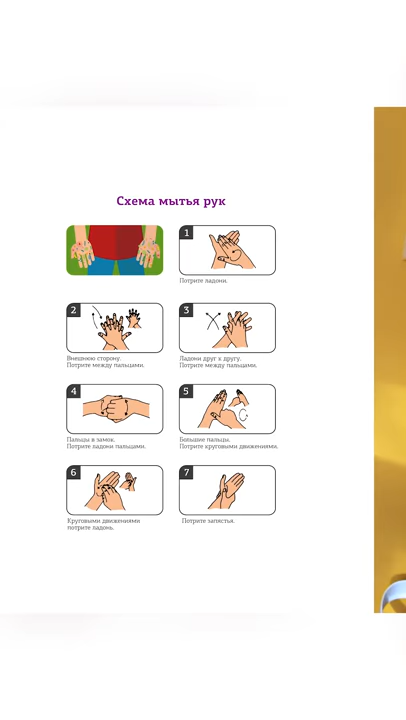 Схема мытья рук
1
Потрите ладони.
2
Внешнюю сторону.
Потрите между пальцами.
3
Ладони друг к другу.
Потрите между пальцами.
4
Пальцы в замок.
Потрите ладони пальцами.
5
Большие пальцы.
Потрите круговыми движениями.
6
Круговыми движениями
потрите ладонь.
7
Потрите запястья.